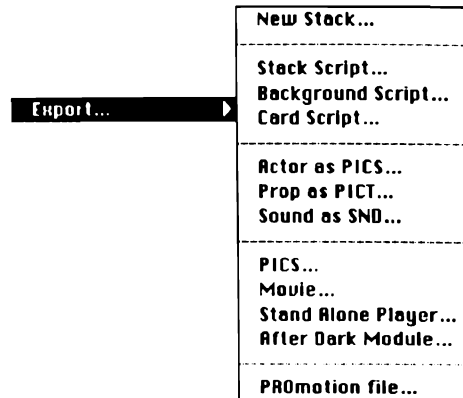 New Stack...
Stack Script...
Background Script...
Export...
Card Script...
Actor as PICS...
Prop as PICT...
Sound as SND...
PICS...
Movie...
Stand Alone Player...
After Dark Module...
PROmotion file...